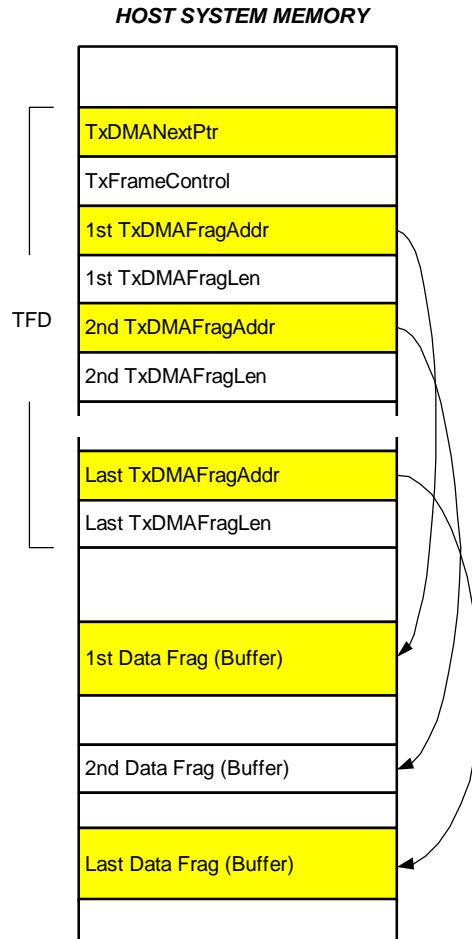 HOST SYSTEM MEMORY
TxDMANextPtr
TxFrameControl
1st TxDMAFragAddr
1st TxDMAFragLen
TFD
2nd TxDMAFragAddr
2nd TxDMAFragLen
Last TxDMAFragAddr
Last TxDMAFragLen
1st Data Frag (Buffer)
2nd Data Frag (Buffer)
Last Data Frag (Buffer)